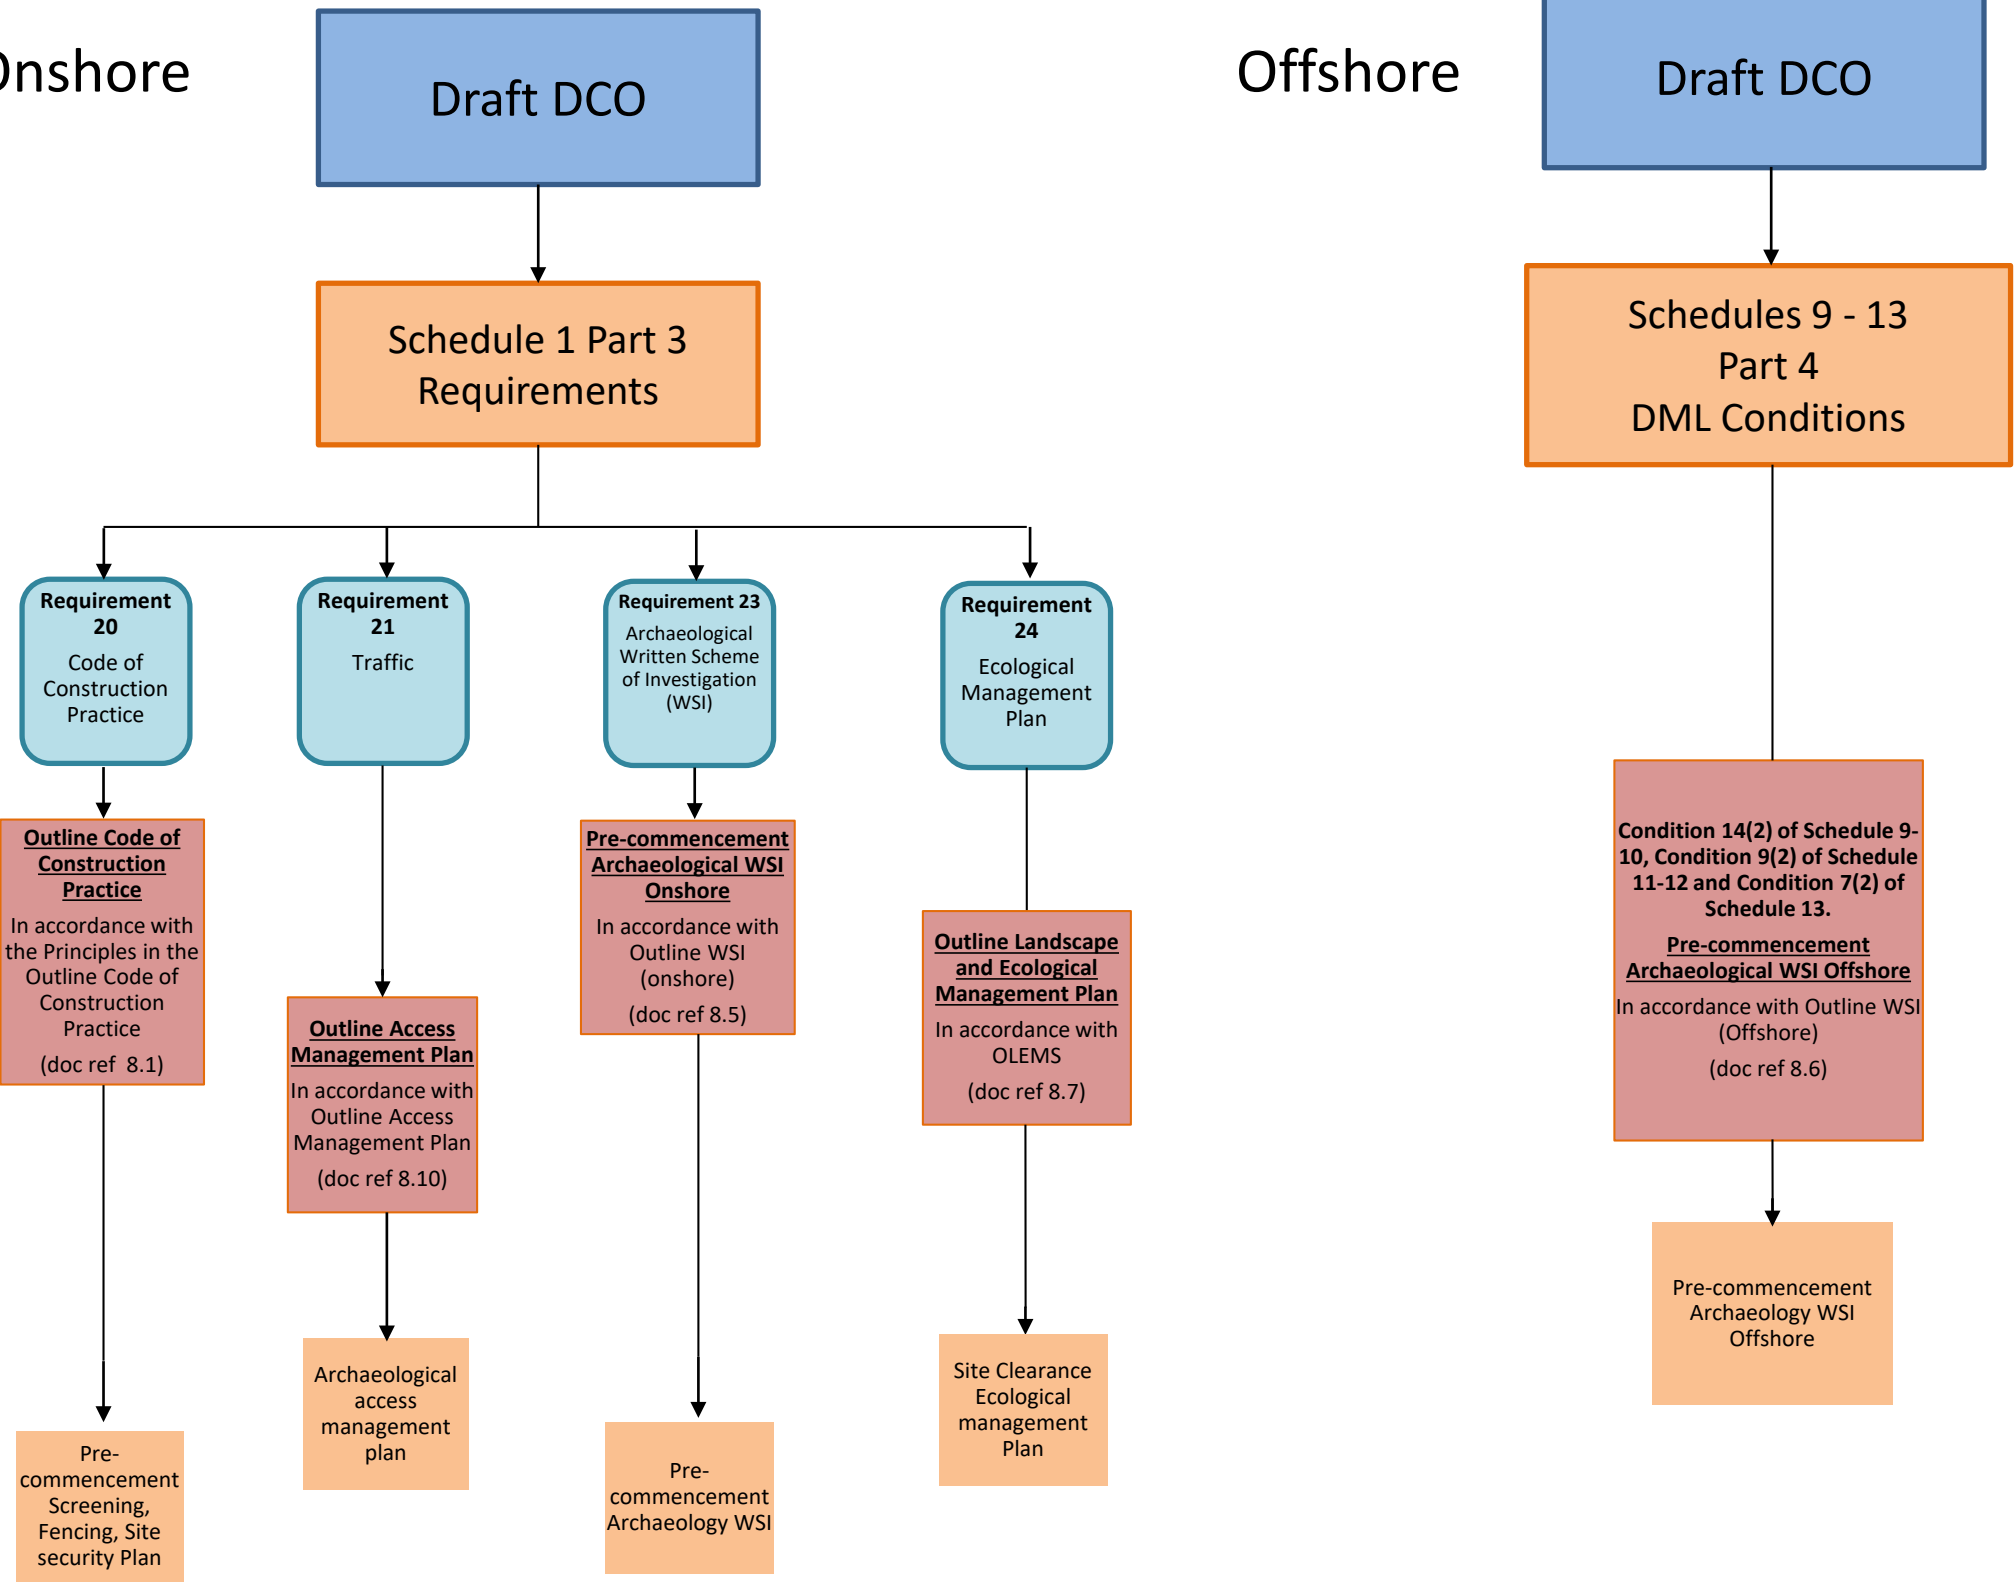 Onshore
Draft DCO
Schedule 1 Part 3
Requirements
Requirement
20
Code of
Construction
Practice
Requirement
21
Traffic
Requirement 23
Archaeological
Written Scheme
of Investigation
(WSI)
Requirement
24
Ecological
Management
Plan
Outline Code of
Construction
Practice
In accordance with
the Principles in the
Outline Code of
Construction
Practice
(doc ref 8.1)
Outline Access
Management Plan
In accordance with
Outline Access
Management Plan
(doc ref 8.10)
Pre-commencement
Archaeological WSI
Onshore
In accordance with
Outline WSI
(onshore)
(doc ref 8.5)
Outline Landscape
and Ecological
Management Plan
In accordance with
OLEMS
(doc ref 8.7)
Pre-
commencement
Screening,
Fencing, Site
security Plan
Archaeological
access
management
plan
Pre-
commencement
Archaeology WSI
Site Clearance
Ecological
management
Plan
Offshore
Draft DCO
Schedules 9 - 13
Part 4
DML Conditions
Condition 14(2) of Schedule 9-
10, Condition 9(2) of Schedule
11-12 and Condition 7(2) of
Schedule 13.
Pre-commencement
Archaeological WSI Offshore
In accordance with Outline WSI
(Offshore)
(doc ref 8.6)
Pre-commencement
Archaeology WSI
Offshore